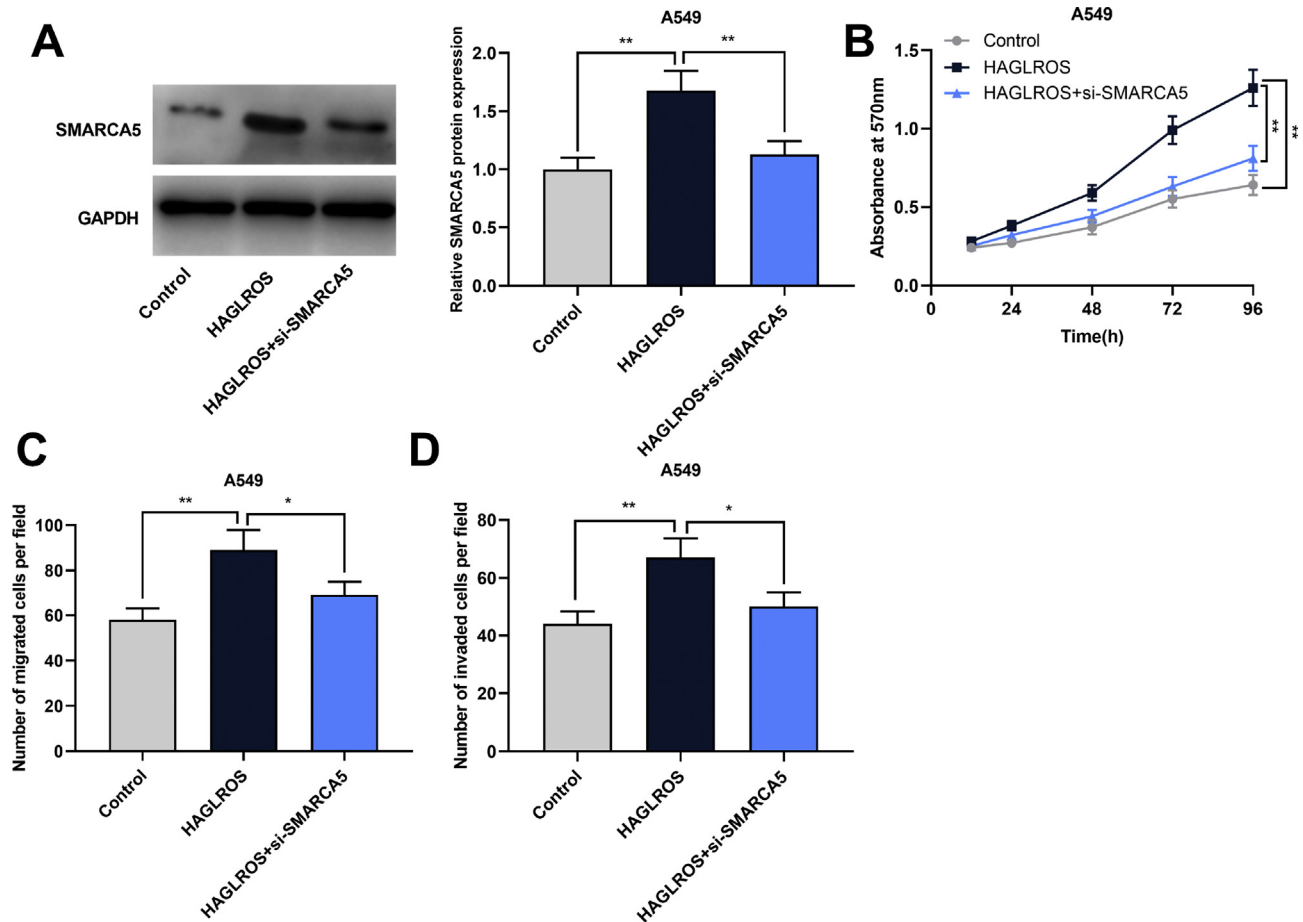 A
SMARCA5
GAPDH
Control
HAGLROS
HAGLROS+si-SMARCA5
A549
Relative SMARCA5 protein expression
2.0
1.5
1.0
0.5
0.0
**
**
Control
HAGLROS
HAGLROS+si-SMARCA5
B
A549
Control
HAGLROS
HAGLROS+si-SMARCA5
Absorbance at 570nm
1.5
1.0
0.5
0.0
0
24
48
72
96
Time(h)
**
**
C
A549
Number of migrated cells per field
100
80
60
40
20
0
**
*
Control
HAGLROS
HAGLROS+si-SMARCA5
D
A549
Number of invaded cells per field
80
60
40
20
0
**
*
Control
HAGLROS
HAGLROS+si-SMARCA5